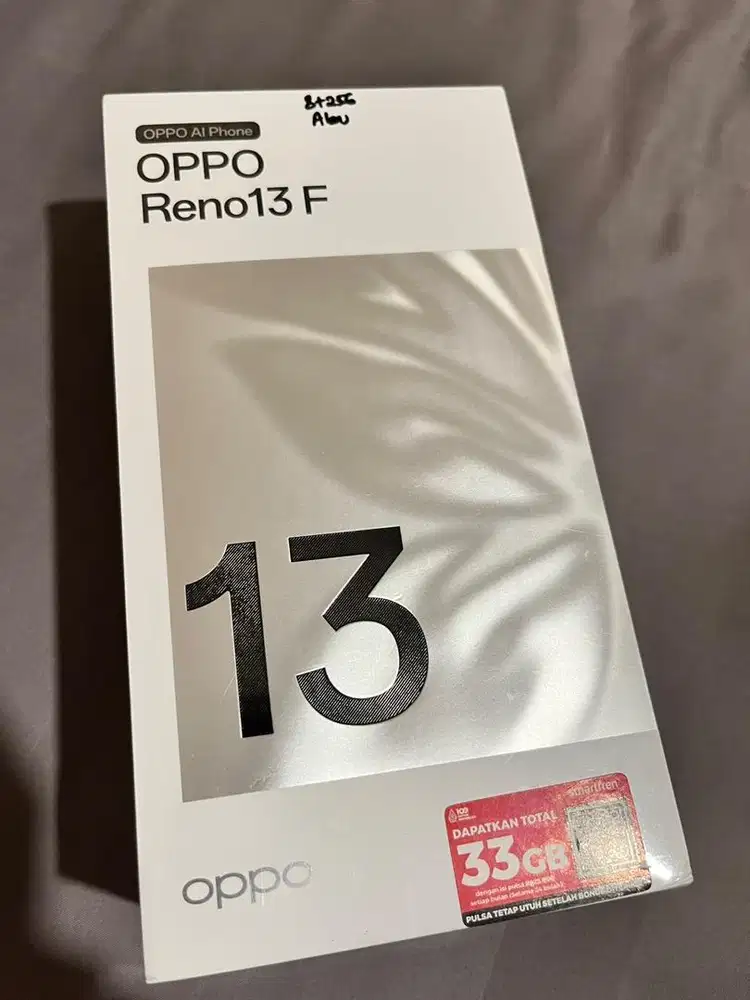 8+256
Abu
OPPO AI Phone
OPPO
Reno13 F
13
oppo
smartfren
DAPATKAN TOTAL
33GB
PULSA TETAP UTUH SETELAH BONUS